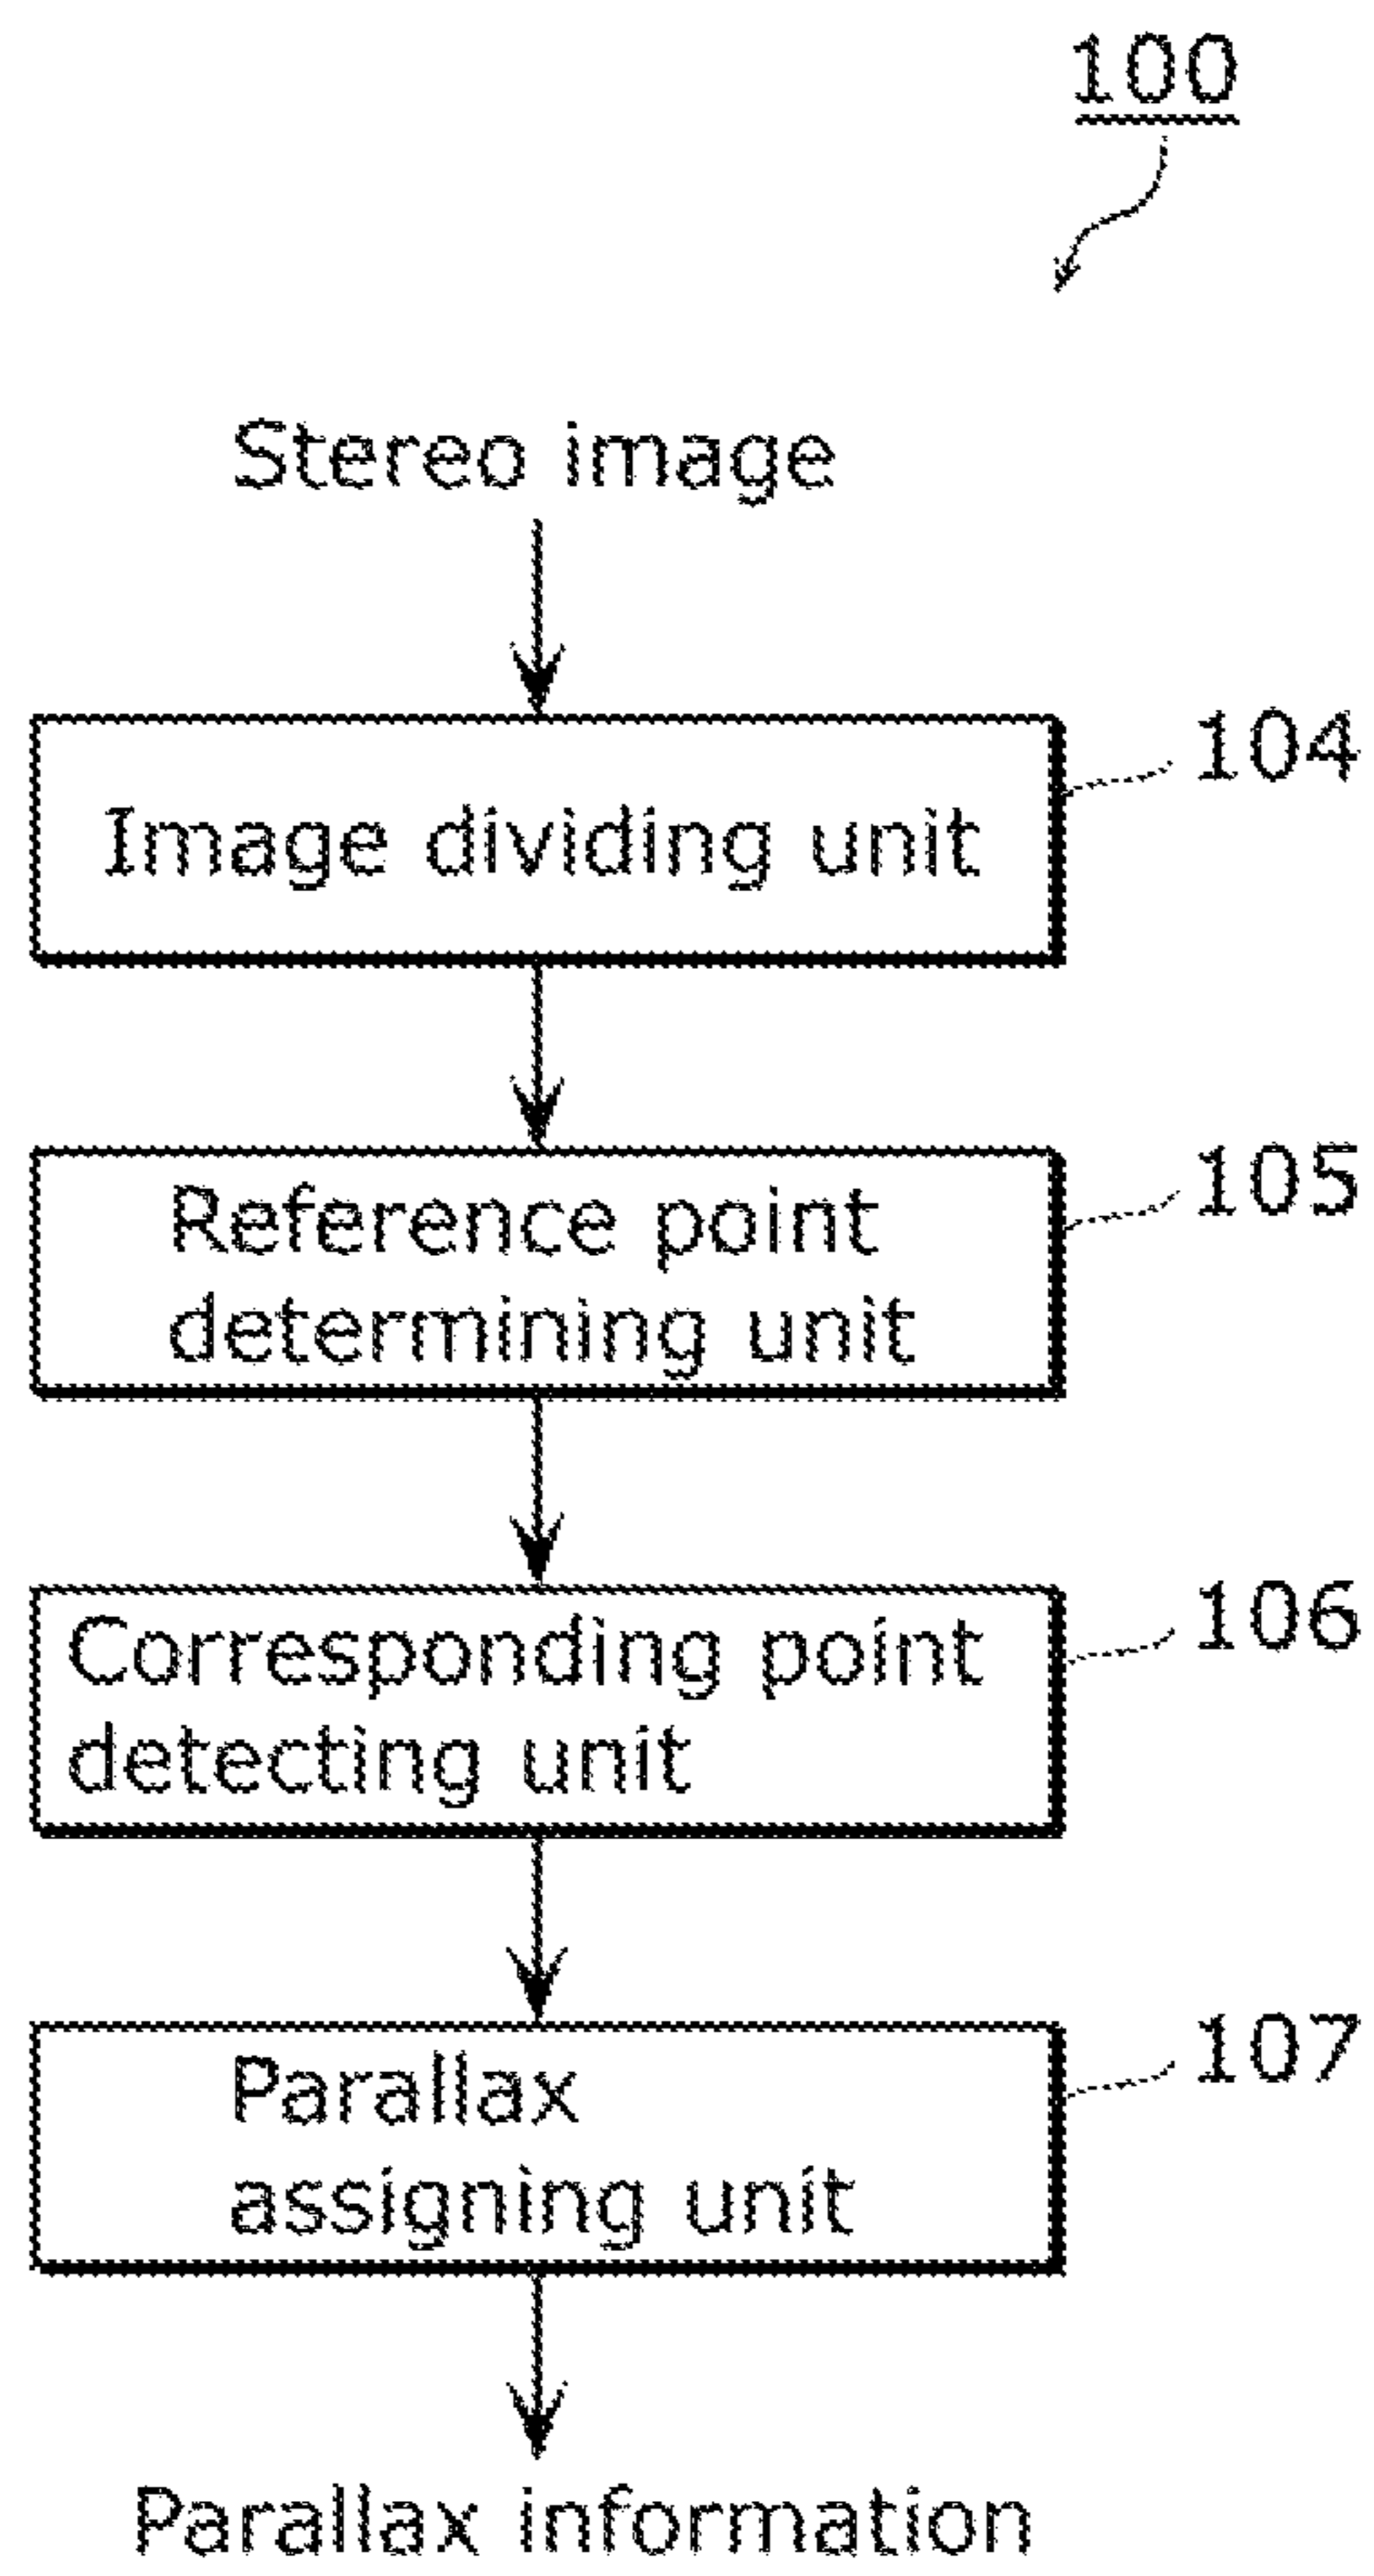 100
Stereo image
104
Image dividing unit
105
Reference point
determining unit
106
Corresponding point
detecting unit
107
Parallax
assigning unit
Parallax information